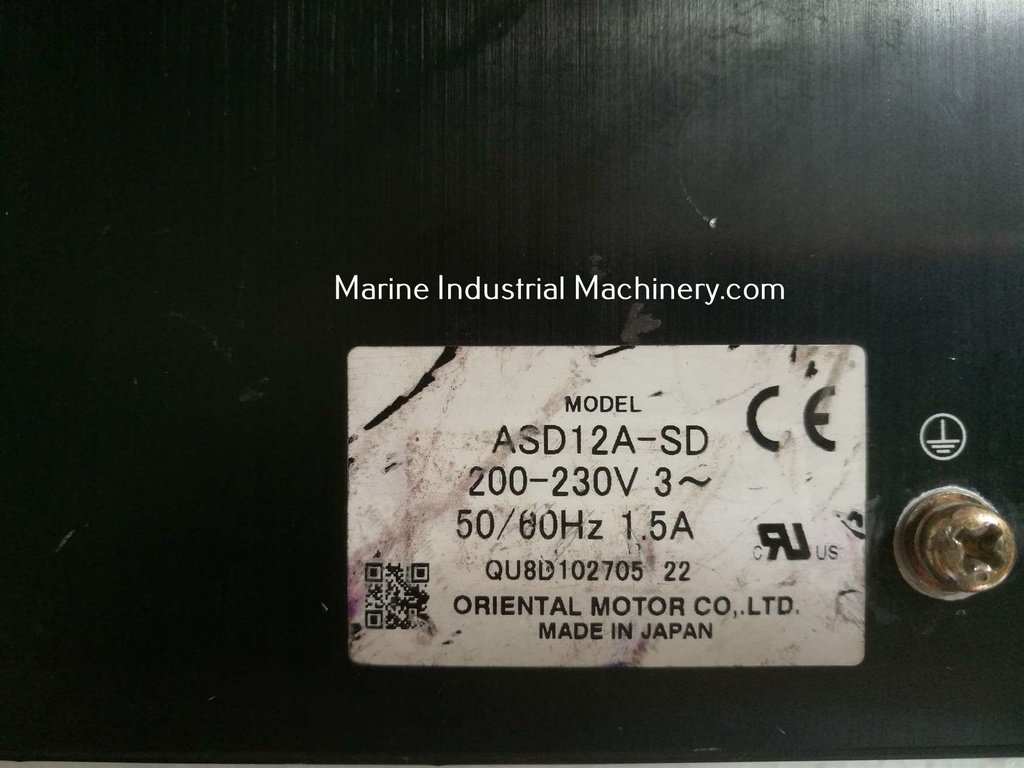 Marine Industrial Machinery.com
MODEL
ASD12A-SD
200-230V 3~
50/60Hz 1.5A
QU8D102705 22
ORIENTAL MOTOR CO,.LTD.
MADE IN JAPAN
CE
c RU US